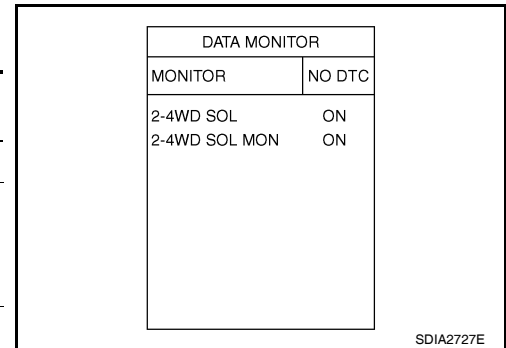 DATA MONITOR
MONITOR NO DTC
2-4WD SOL ON
2-4WD SOL MON ON
SDIA2727E